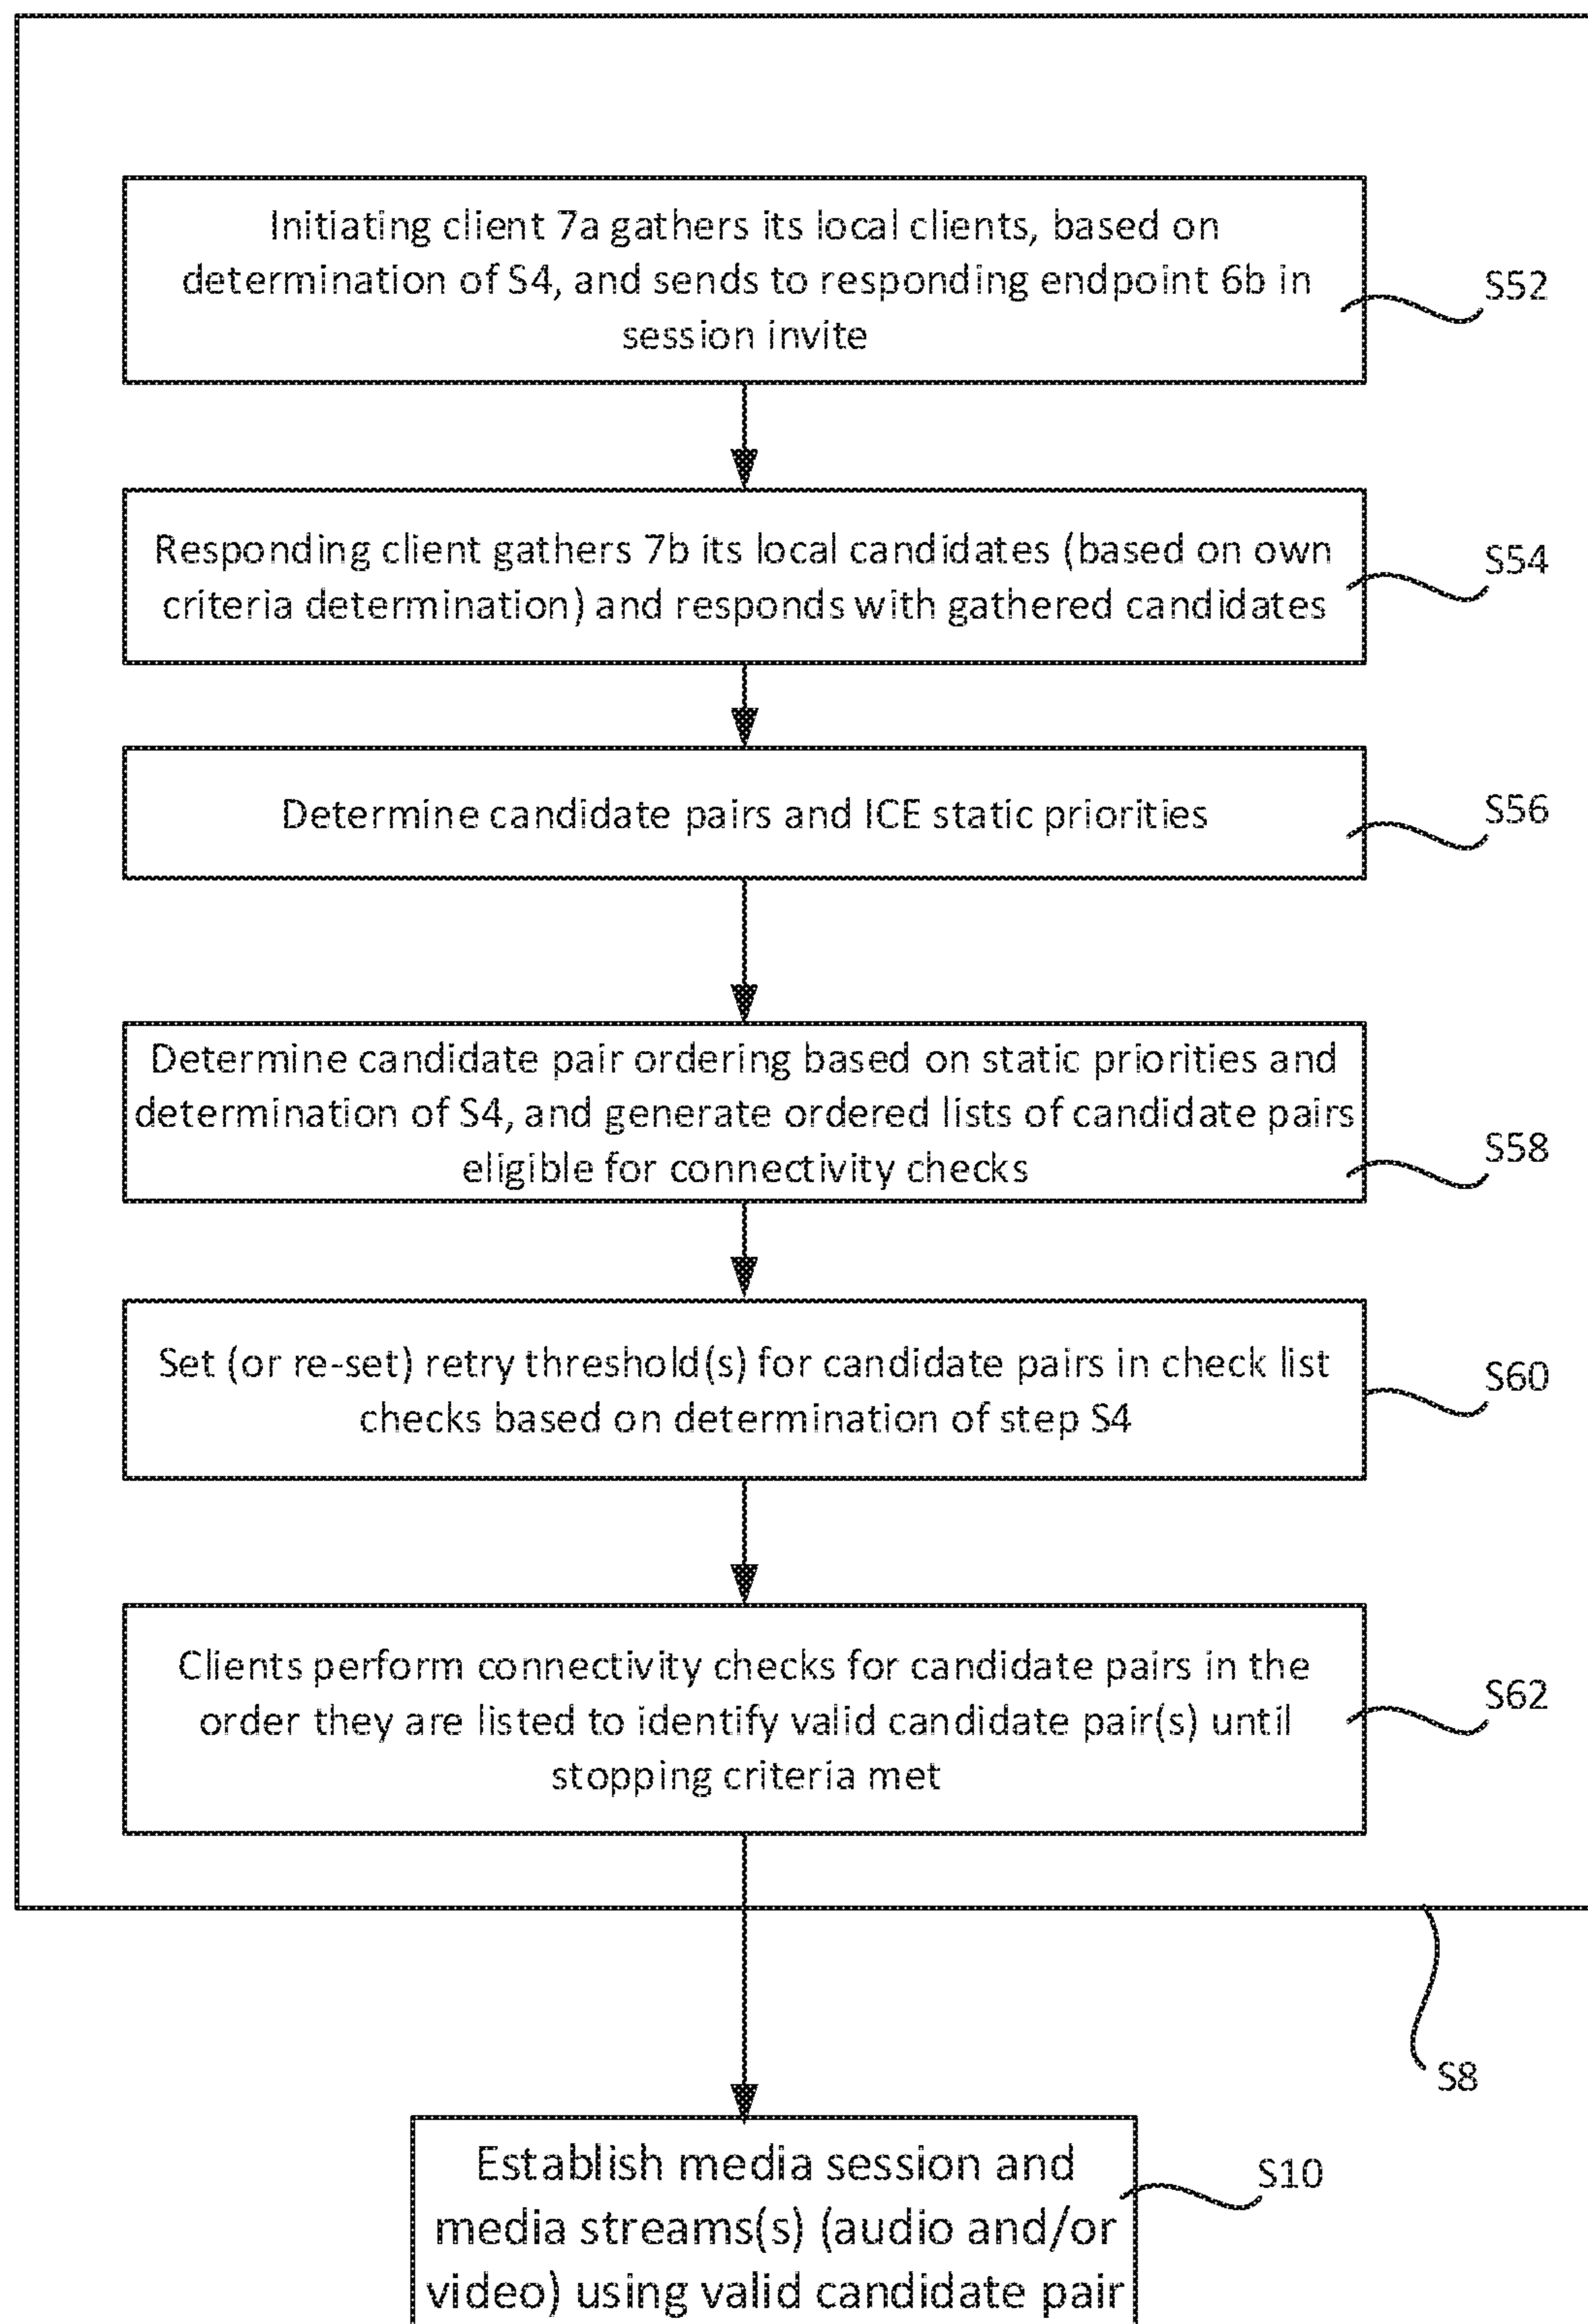 Initiating client 7a gathers its local clients, based on
determination of S4, and sends to responding endpoint 6b in
session invite
S52
Responding client gathers 7b its local candidates (based on own
criteria determination) and responds with gathered candidates
S54
Determine candidate pairs and ICE static priorities
S56
Determine candidate pair ordering based on static priorities and
determination of S4, and generate ordered lists of candidate pairs
eligible for connectivity checks
S58
Set (or re-set) retry threshold(s) for candidate pairs in check list
checks based on determination of step S4
S60
Clients perform connectivity checks for candidate pairs in the
order they are listed to identify valid candidate pair(s) until
stopping criteria met
S62
S8
Establish media session and
media streams(s) (audio and/or
video) using valid candidate pair
S10